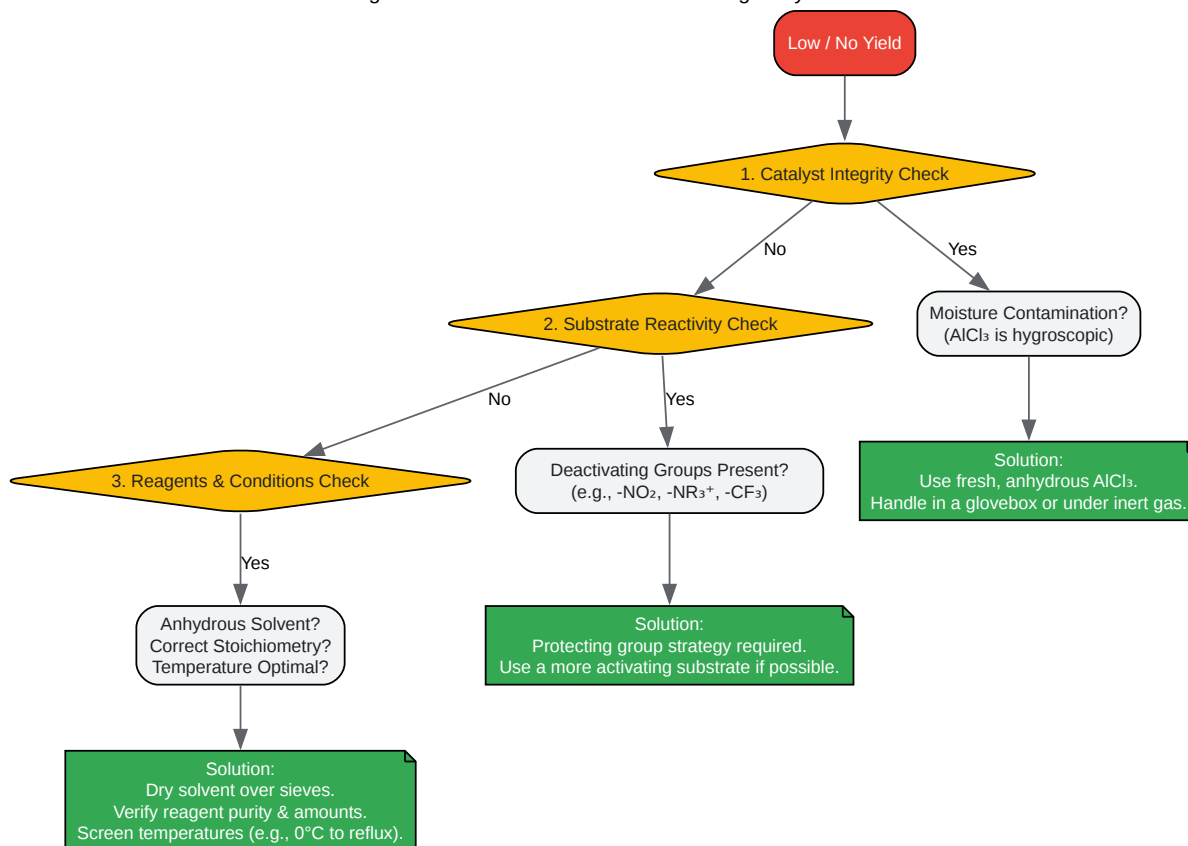 Low / No Yield
1. Catalyst Integrity Check
No
Yes
2. Substrate Reactivity Check
Moisture Contamination?
(AlCl₃ is hygroscopic)
No
Yes
3. Reagents & Conditions Check
Deactivating Groups Present?
(e.g., -NO₂, -NR₃⁺, -CF₃)
Solution:
Use fresh, anhydrous AlCl₃.
Handle in a glovebox or under inert gas.
Yes
Anhydrous Solvent?
Correct Stoichiometry?
Temperature Optimal?
Solution:
Protecting group strategy required.
Use a more activating substrate if possible.
Solution:
Dry solvent over sieves.
Verify reagent purity & amounts.
Screen temperatures (e.g., 0°C to reflux).